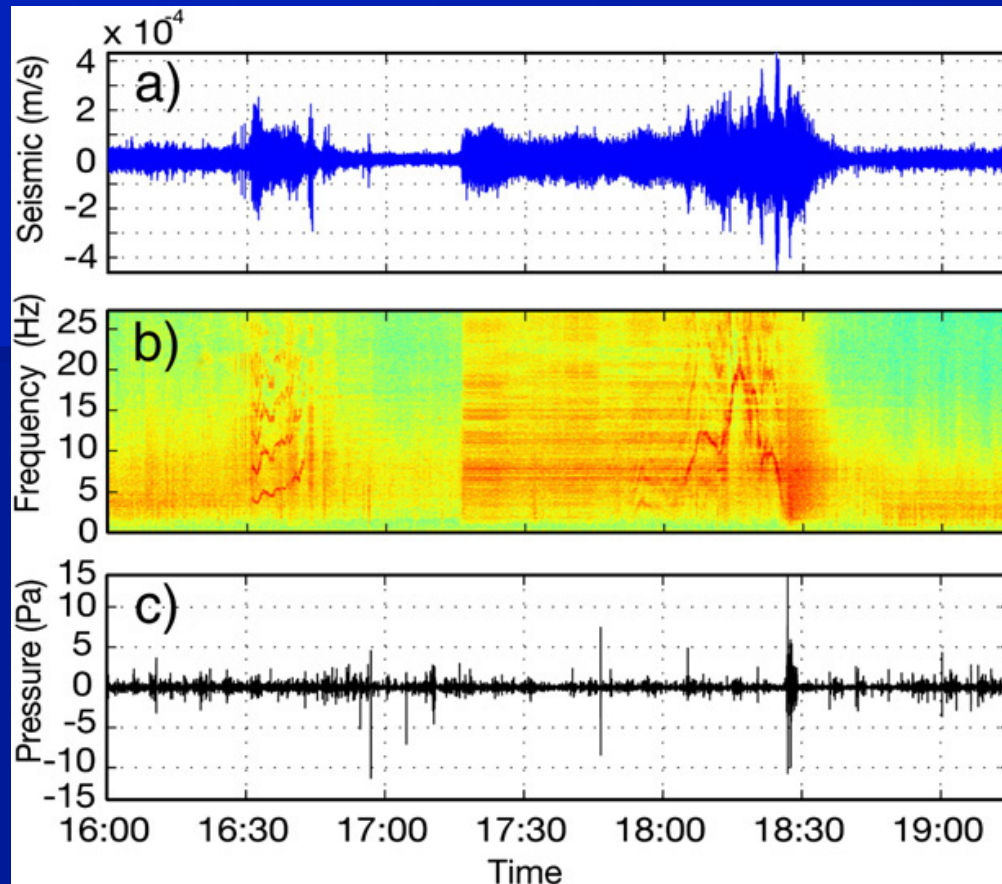 x 10⁻⁴
a)
Seismic (m/s)
4
2
0
-2
-4
b)
Frequency (Hz)
25
20
15
10
5
0
c)
Pressure (Pa)
15
10
5
0
-5
-10
-15
16:00 16:30 17:00 17:30 18:00 18:30 19:00
Time